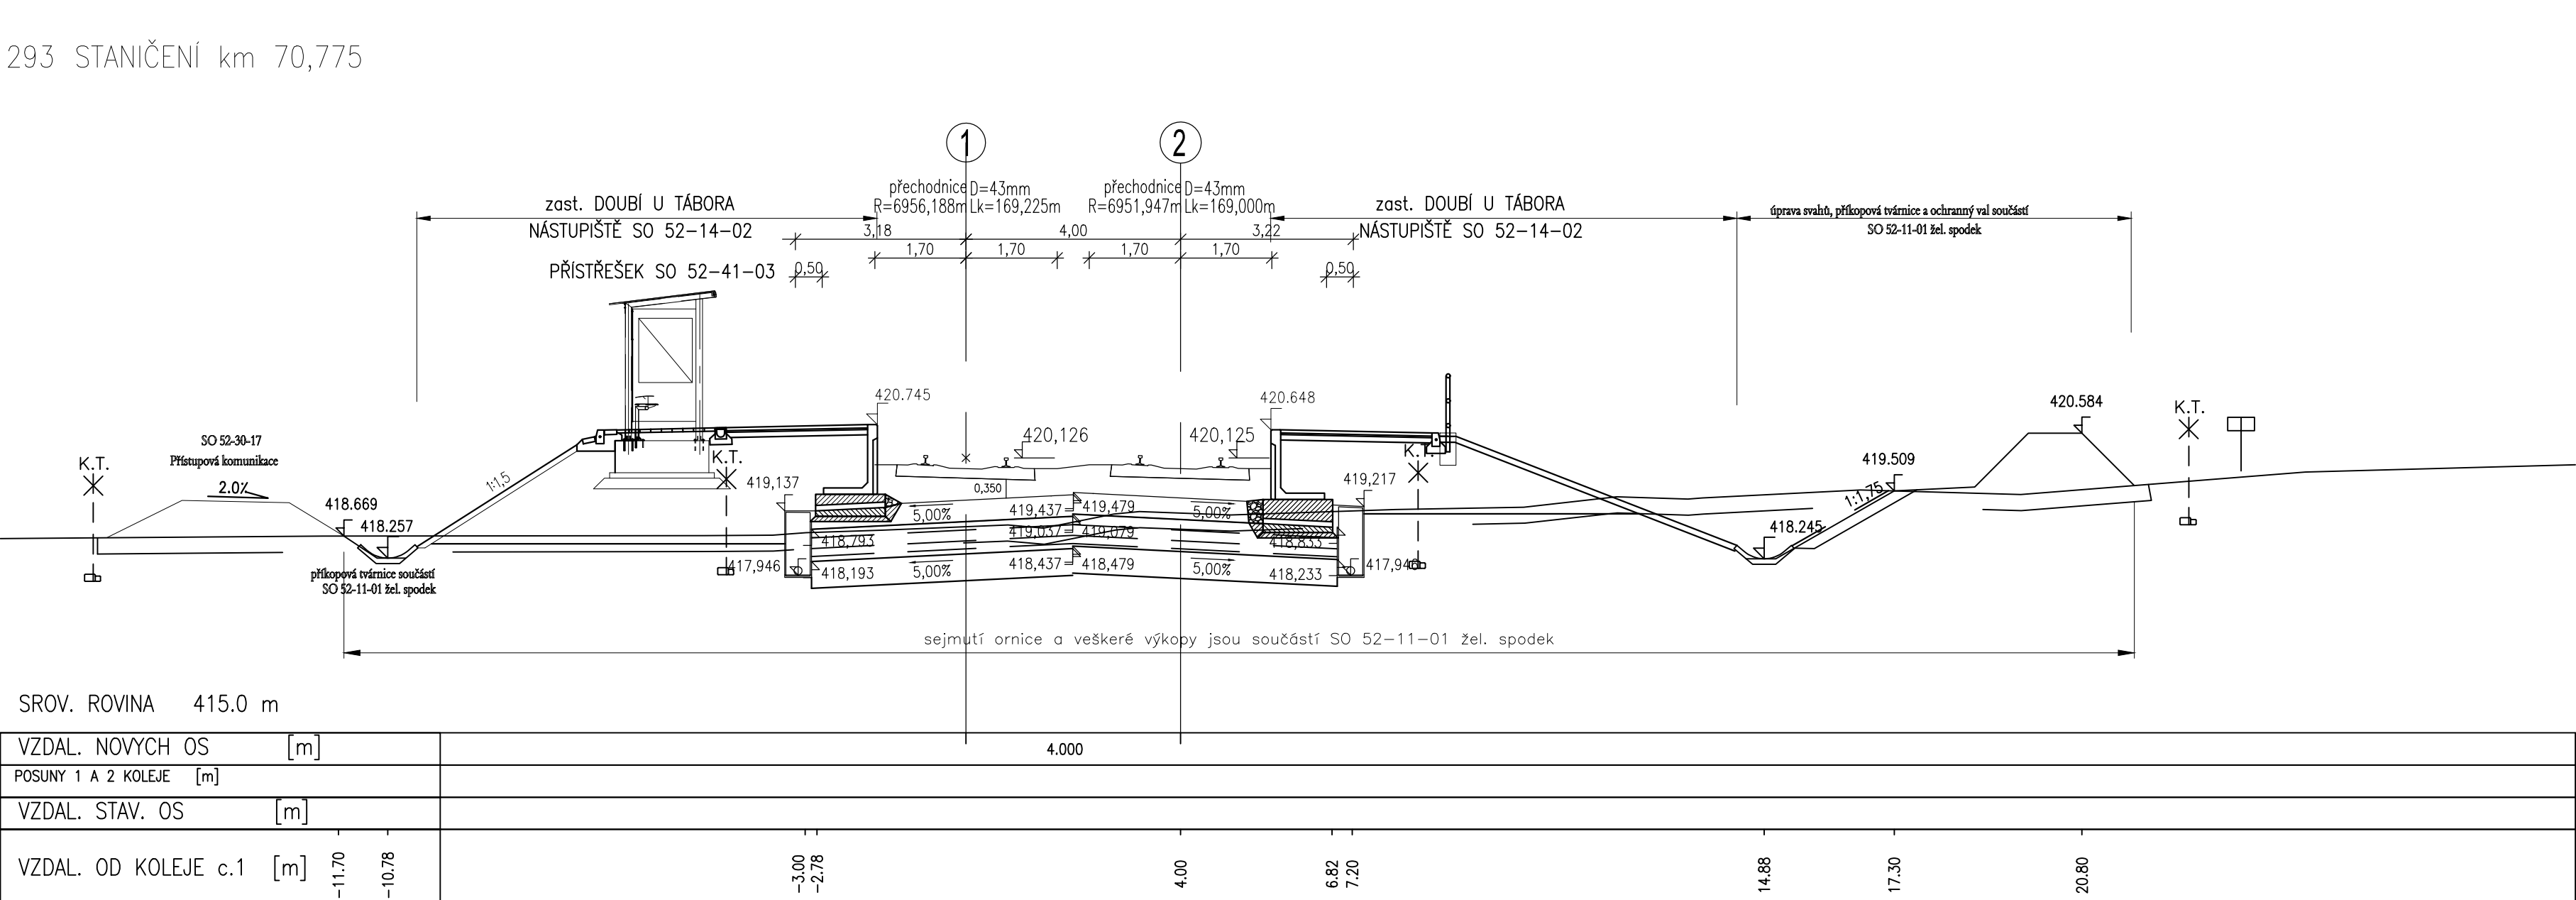 293 STANIČENÍ km 70,775
1
2
přechodnice D=43mm
R=6956,188m Lk=169,225m
přechodnice D=43mm
R=6951,947m Lk=169,000m
zast. DOUBÍ U TÁBORA
NÁSTUPIŠTĚ SO 52-14-02
zast. DOUBÍ U TÁBORA
NÁSTUPIŠTĚ SO 52-14-02
úprava svahů, příkopová tvárnice a ochranný val součástí
SO 52-11-01 žel. spodek
3,18
4,00
3,22
1,70
1,70
1,70
1,70
PŘÍSTŘEŠEK SO 52-41-03
0,50
0,50
420.745
420.648
420.584
K.T.
420,126
420,125
SO 52-30-17
Přístupová komunikace
K.T.
K.T.
K.T.
419.509
2.0%
1:1,5
419,137
0,350
419,217
1:1,75
418.669
418.257
5,00%
419,437
419,479
5,00%
418.245
418,793
419,037
419,079
418,833
417,946
418,193
5,00%
418,437
418,479
5,00%
418,233
příkopová tvárnice součástí
SO 52-11-01 žel. spodek
sejmutí ornice a veškeré výkopy jsou součástí SO 52-11-01 žel. spodek
SROV. ROVINA 415.0 m
VZDAL. NOVYCH OS [m]
4.000
POSUNY 1 A 2 KOLEJE [m]
VZDAL. STAV. OS [m]
VZDAL. OD KOLEJE c.1 [m]
-11.70
-10.78
-3.00
-2.78
4.00
6.82
7.20
14.88
17.30
20.80